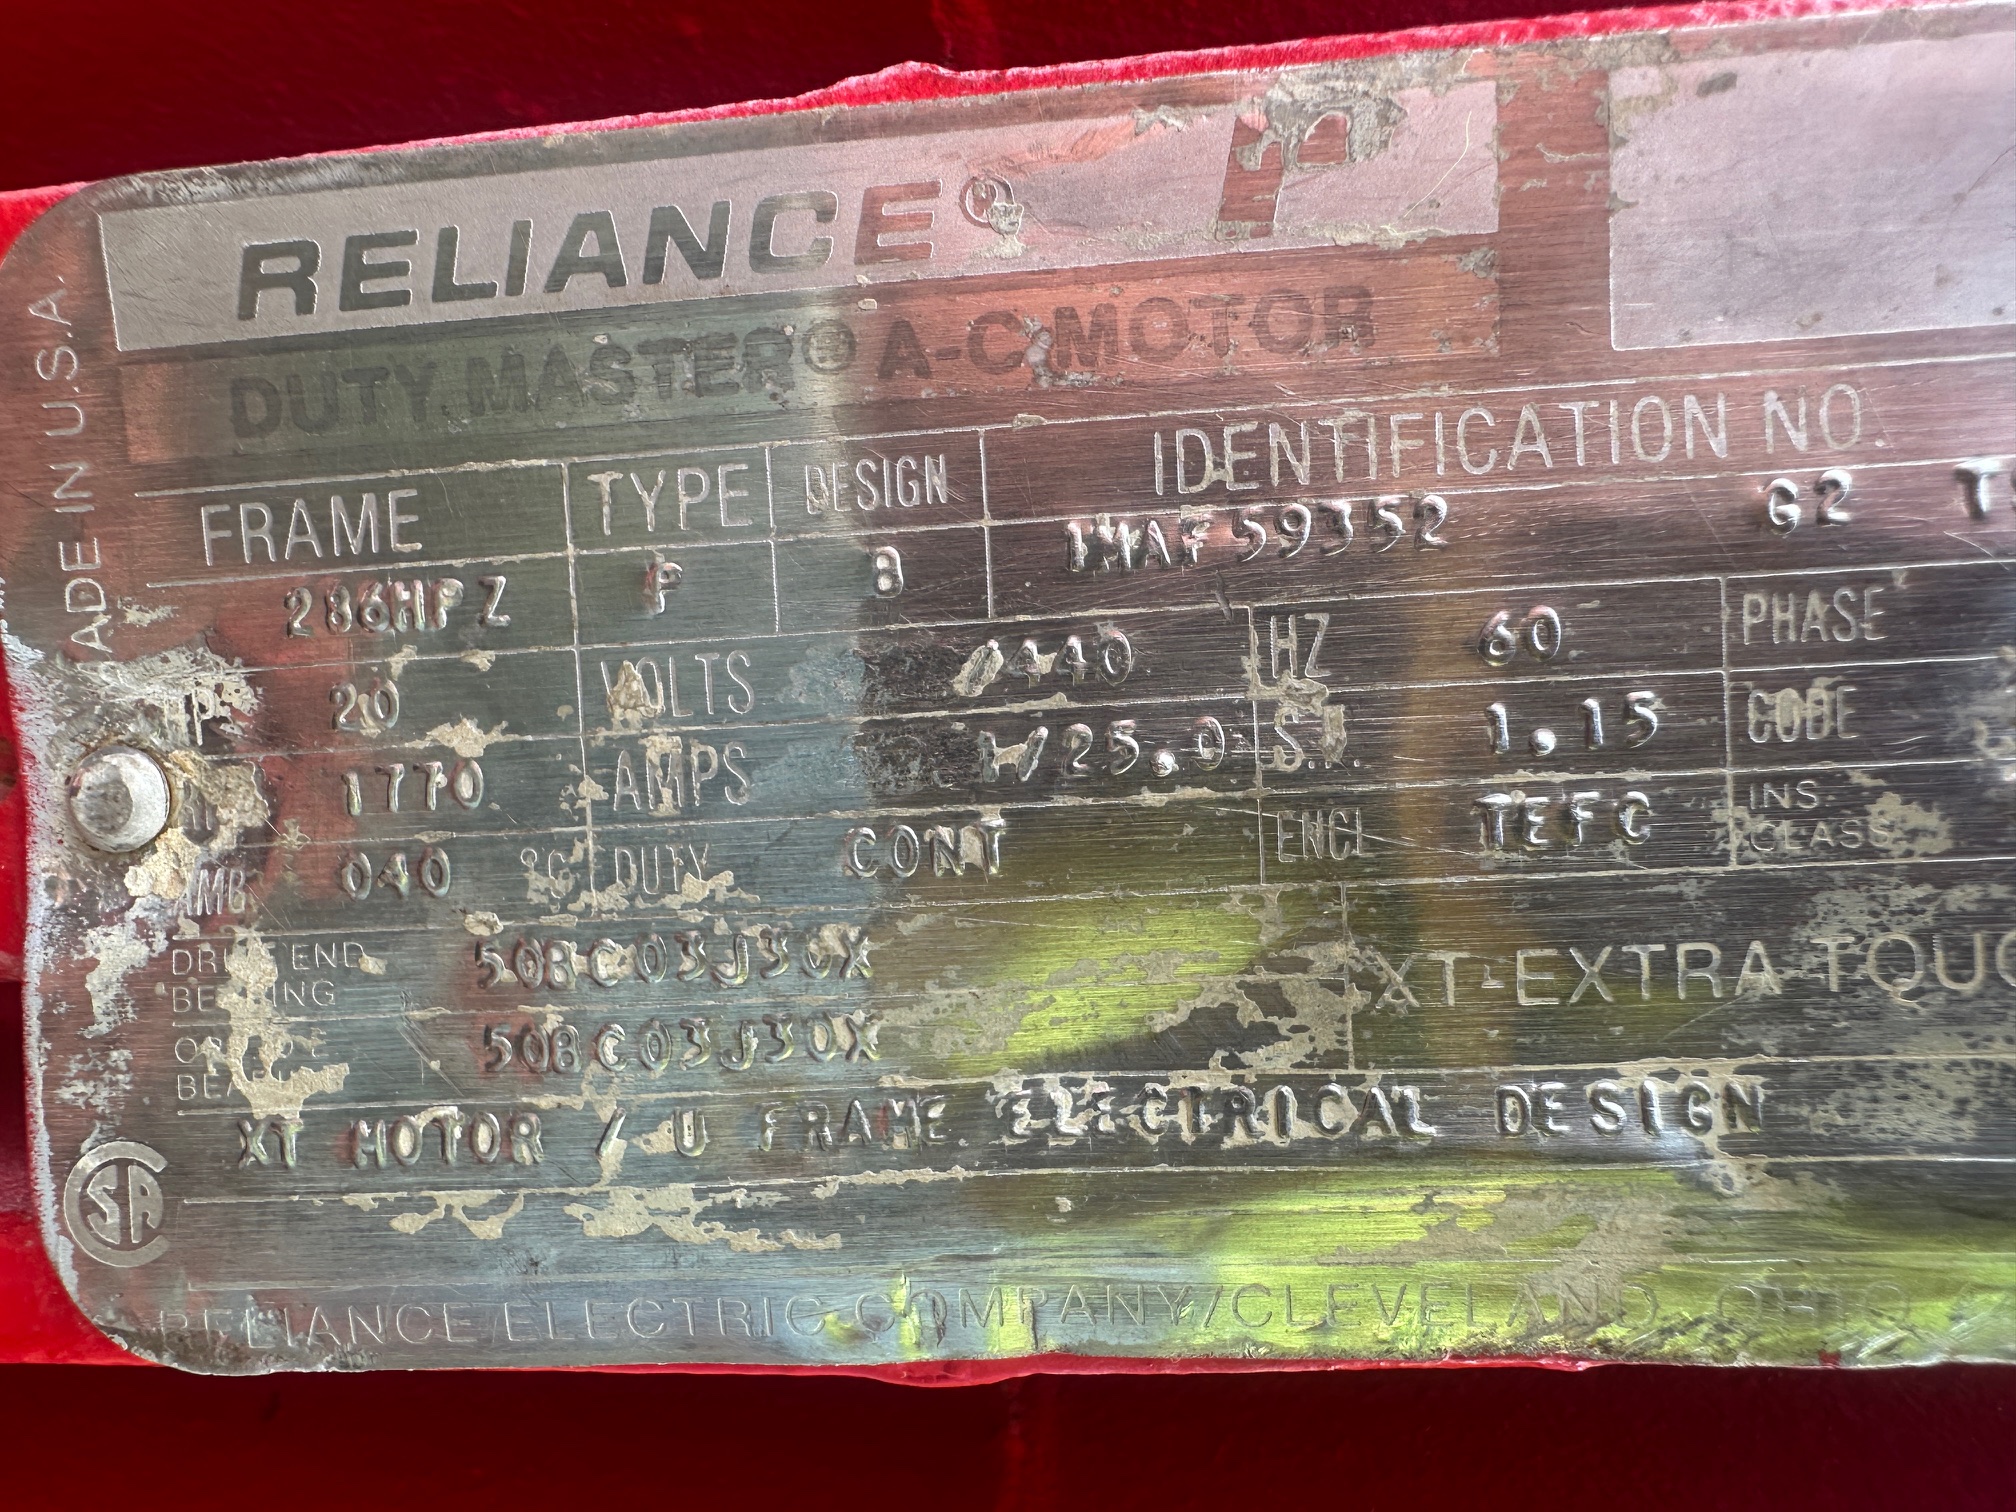 RELIANCE®
DUTY MASTER® A-C MOTOR
MADE IN U.S.A.
FRAME TYPE DESIGN IDENTIFICATION NO.
286HPZ P B 1MAF59352 G2
HP 20 VOLTS /440 HZ 60 PHASE
1770 AMPS /25.0 S.F. 1.15 CODE
AMB 040 °C DUTY CONT ENCL TEFC INS. CLASS
DRIVE END BEARING 50BC03J30X
BEARING 50BC03J30X
XT-EXTRA
XT MOTOR / U FRAME ELECTRICAL DESIGN
RELIANCE ELECTRIC COMPANY/CLEVELAND, OHIO